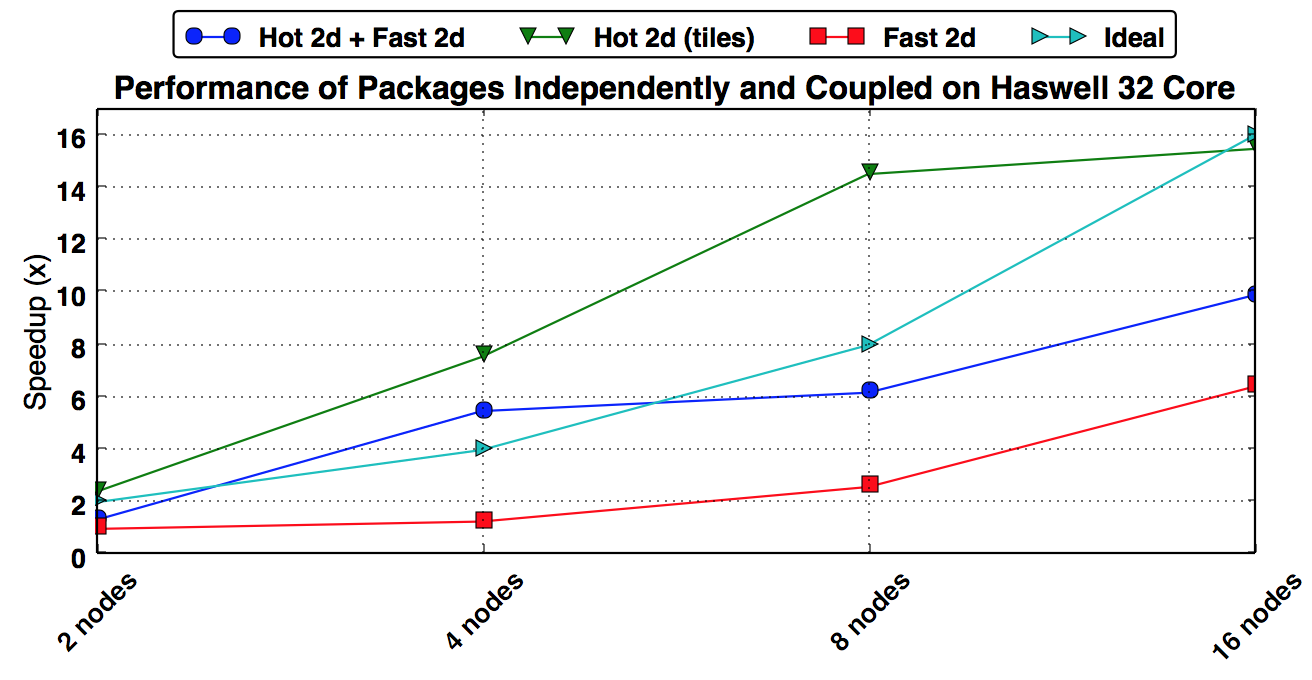 Hot 2d + Fast 2d Hot 2d (tiles) Fast 2d Ideal
Performance of Packages Independently and Coupled on Haswell 32 Core
Speedup (x)
16
14
12
10
8
6
4
2
0
2 nodes
4 nodes
8 nodes
16 nodes